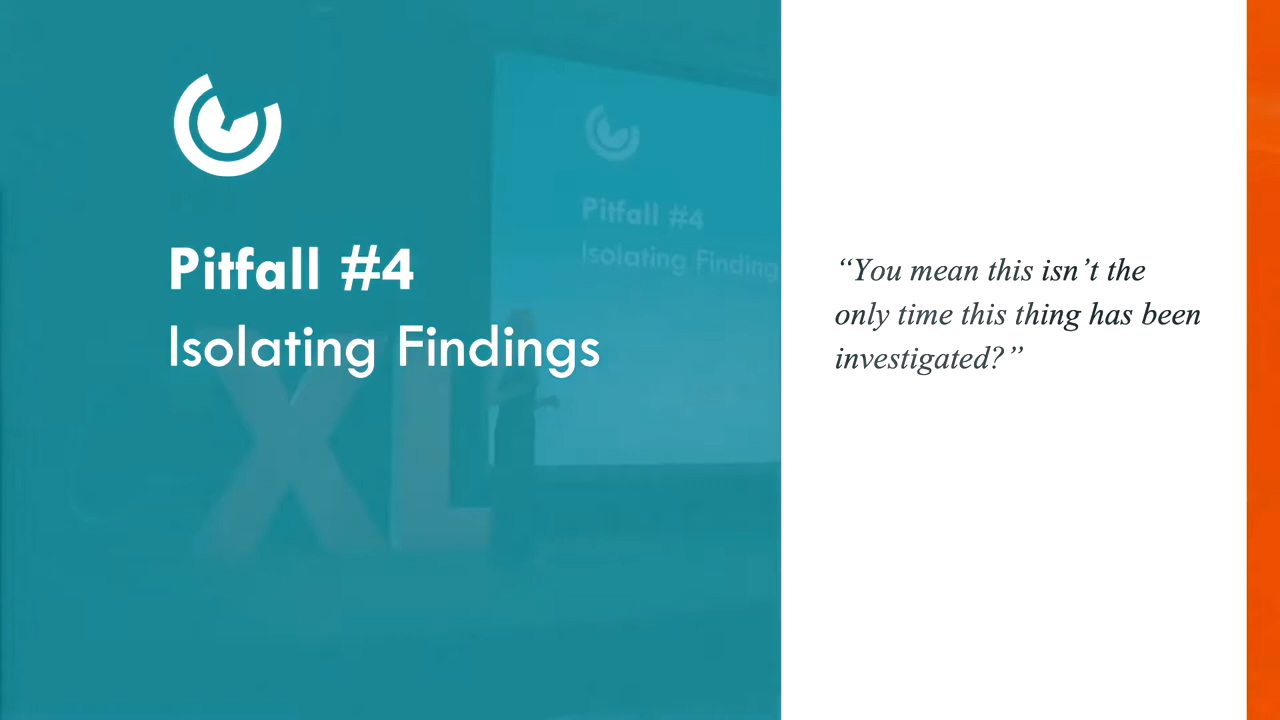 Pitfall #4
Isolating Findings
“You mean this isn’t the
only time this thing has been
investigated?”
Pitfall #4
Isolating Finding
XL